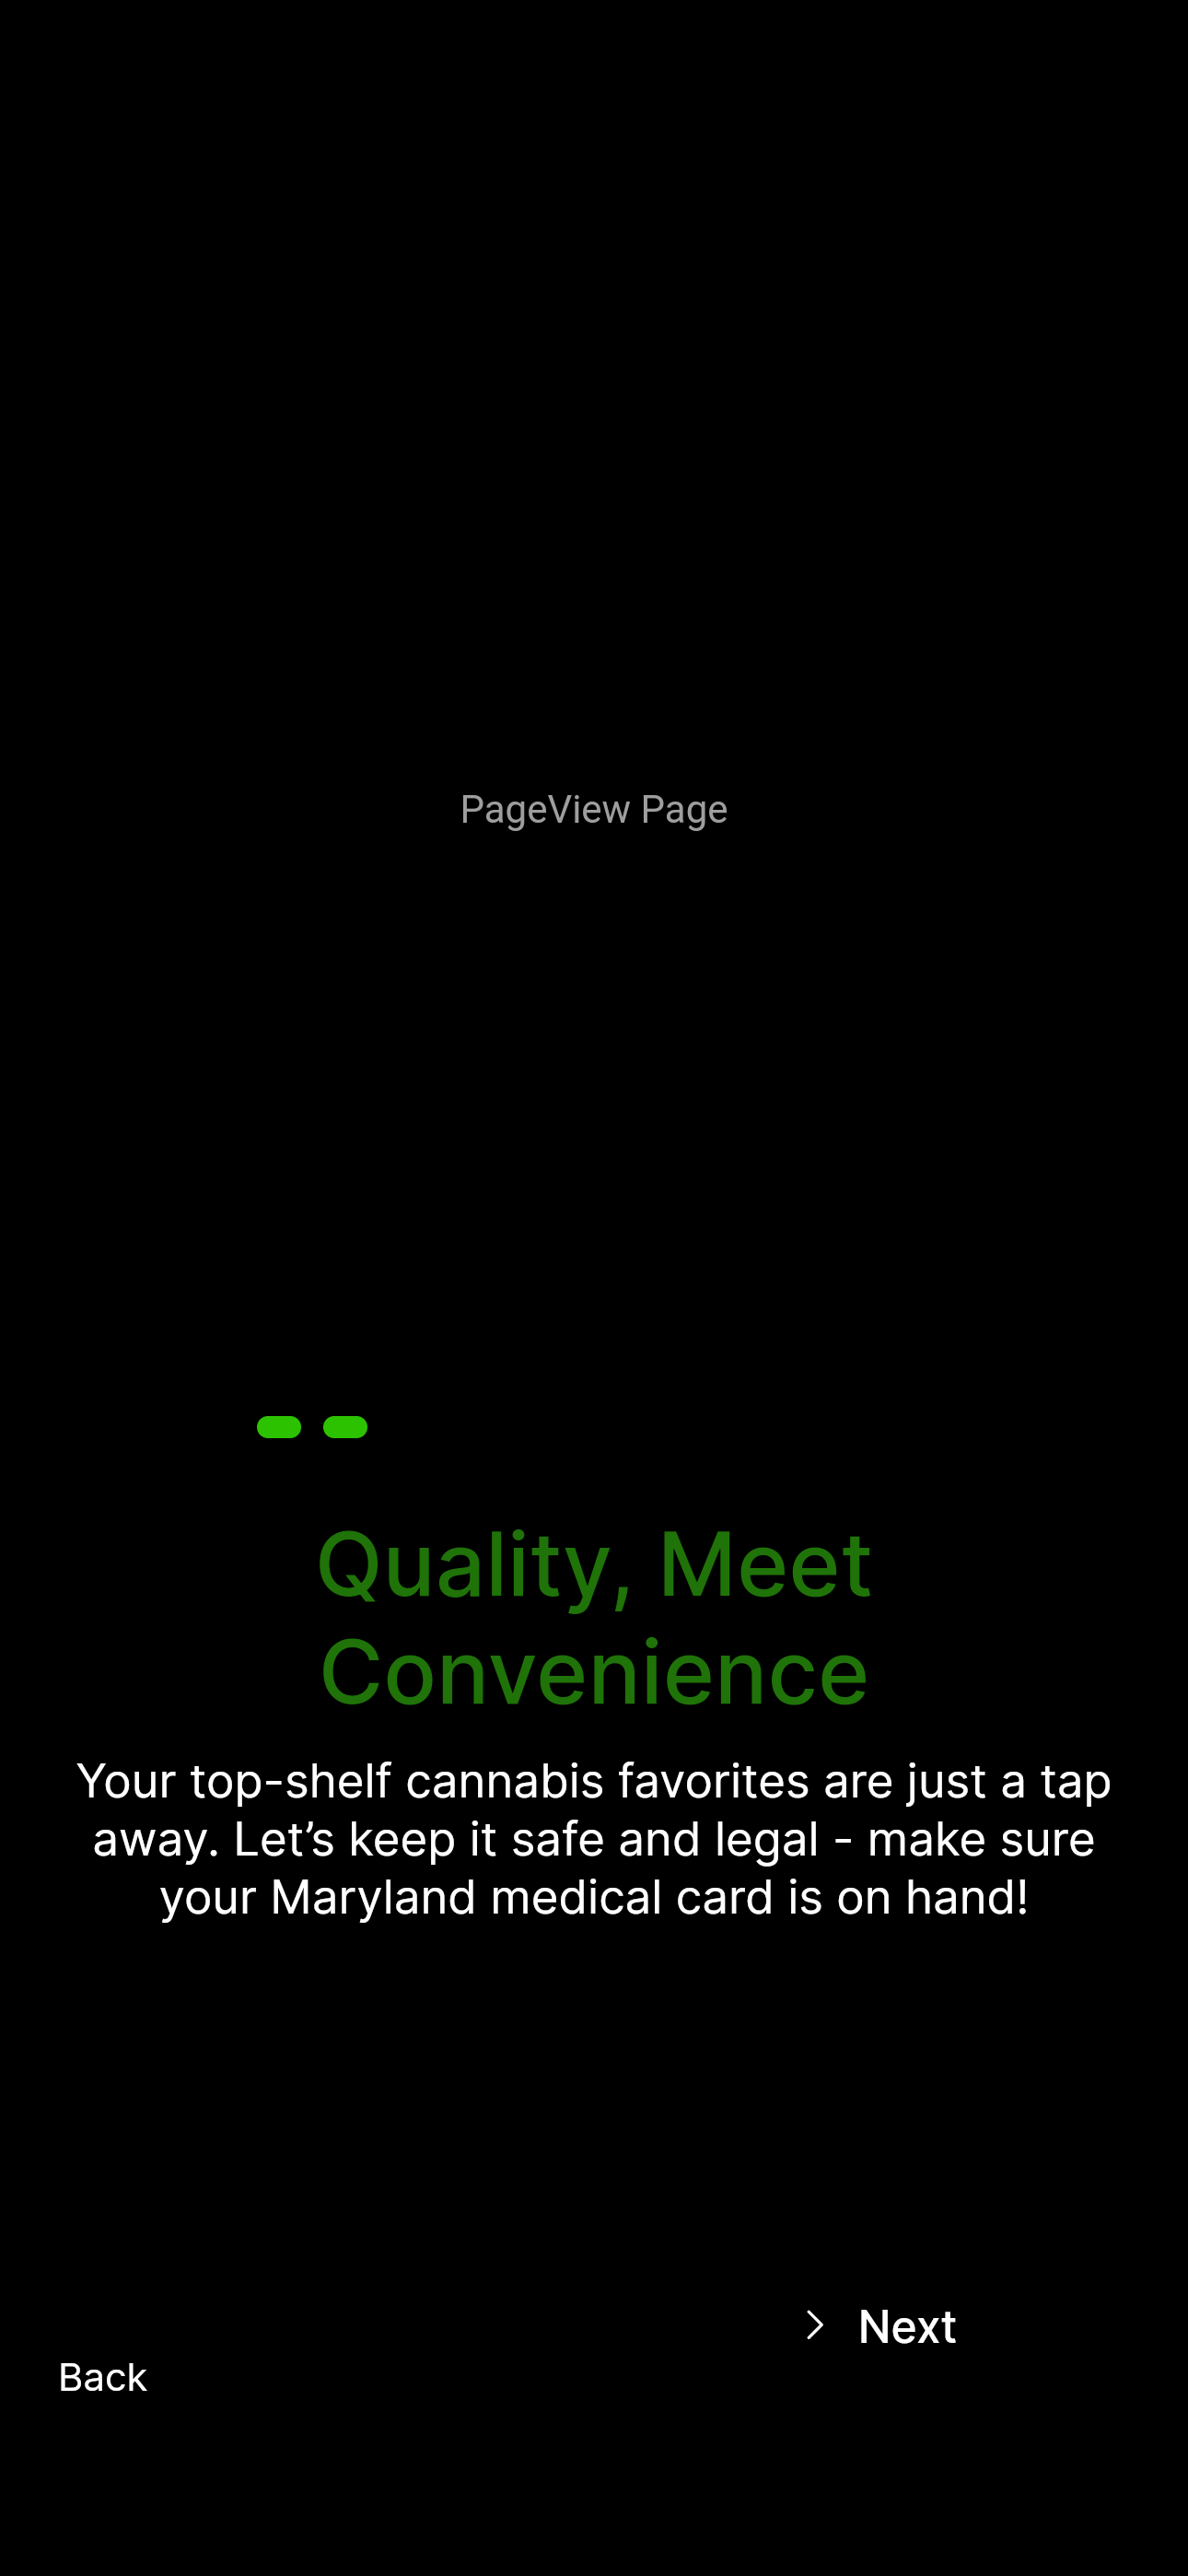 PageView Page
Quality, Meet
Convenience
Your top-shelf cannabis favorites are just a tap
away. Let’s keep it safe and legal - make sure
your Maryland medical card is on hand!
Next
Back